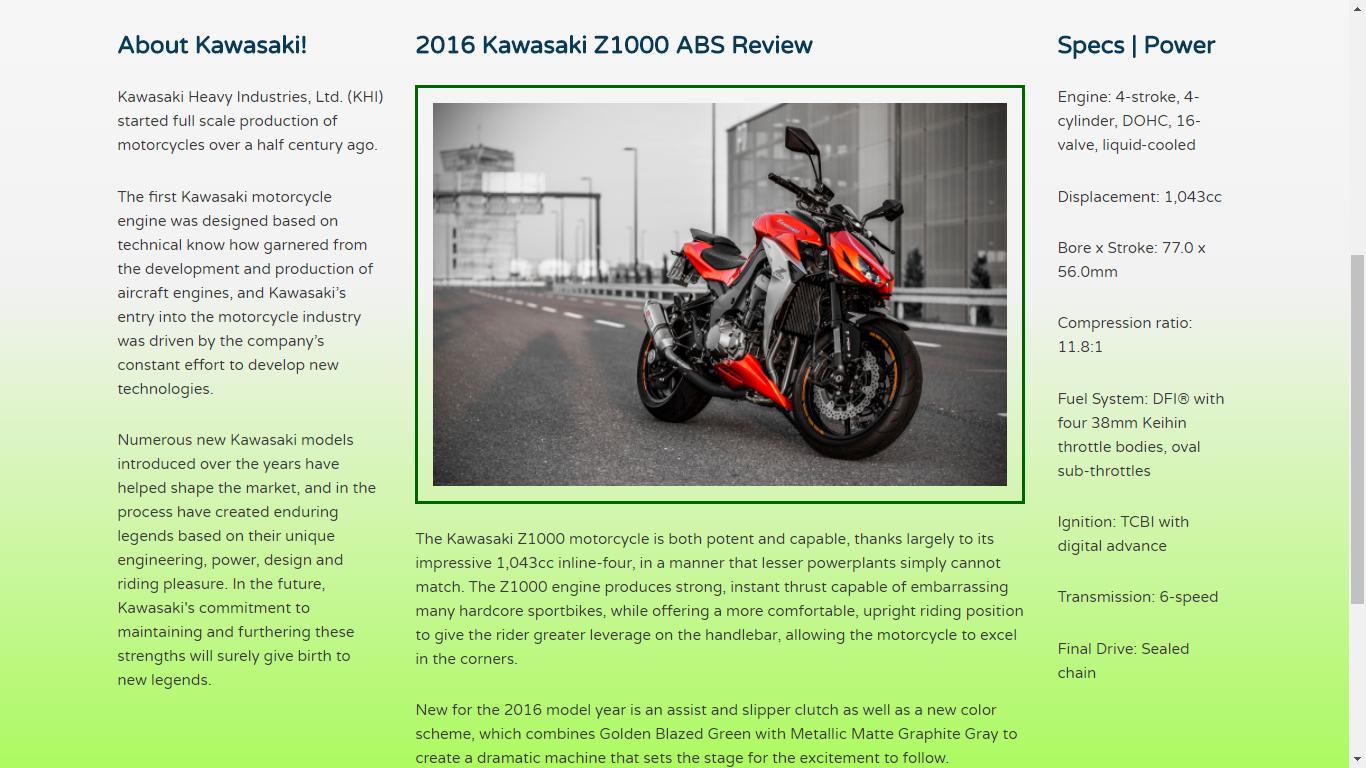 About Kawasaki!
Kawasaki Heavy Industries, Ltd. (KHI)
started full scale production of
motorcycles over a half century ago.
The first Kawasaki motorcycle
engine was designed based on
technical know how garnered from
the development and production of
aircraft engines, and Kawasaki’s
entry into the motorcycle industry
was driven by the company’s
constant effort to develop new
technologies.
Numerous new Kawasaki models
introduced over the years have
helped shape the market, and in the
process have created enduring
legends based on their unique
engineering, power, design and
riding pleasure. In the future,
Kawasaki's commitment to
maintaining and furthering these
strengths will surely give birth to
new legends.
2016 Kawasaki Z1000 ABS Review
The Kawasaki Z1000 motorcycle is both potent and capable, thanks largely to its
impressive 1,043cc inline-four, in a manner that lesser powerplants simply cannot
match. The Z1000 engine produces strong, instant thrust capable of embarrassing
many hardcore sportbikes, while offering a more comfortable, upright riding position
to give the rider greater leverage on the handlebar, allowing the motorcycle to excel
in the corners.
New for the 2016 model year is an assist and slipper clutch as well as a new color
scheme, which combines Golden Blazed Green with Metallic Matte Graphite Gray to
create a dramatic machine that sets the stage for the excitement to follow.
Specs | Power
Engine: 4-stroke, 4-
cylinder, DOHC, 16-
valve, liquid-cooled
Displacement: 1,043cc
Bore x Stroke: 77.0 x
56.0mm
Compression ratio:
11.8:1
Fuel System: DFI® with
four 38mm Keihin
throttle bodies, oval
sub-throttles
Ignition: TCBI with
digital advance
Transmission: 6-speed
Final Drive: Sealed
chain